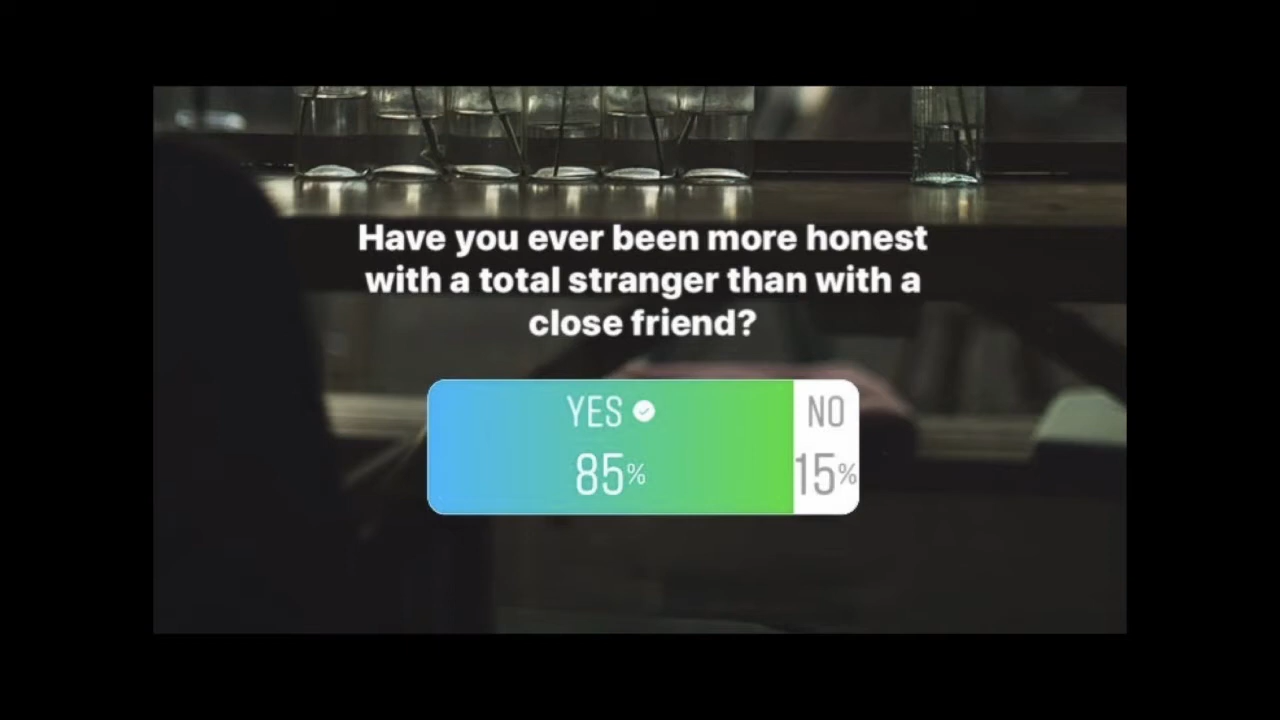 Have you ever been more honest
with a total stranger than with a
close friend?
YES NO
85% 15%